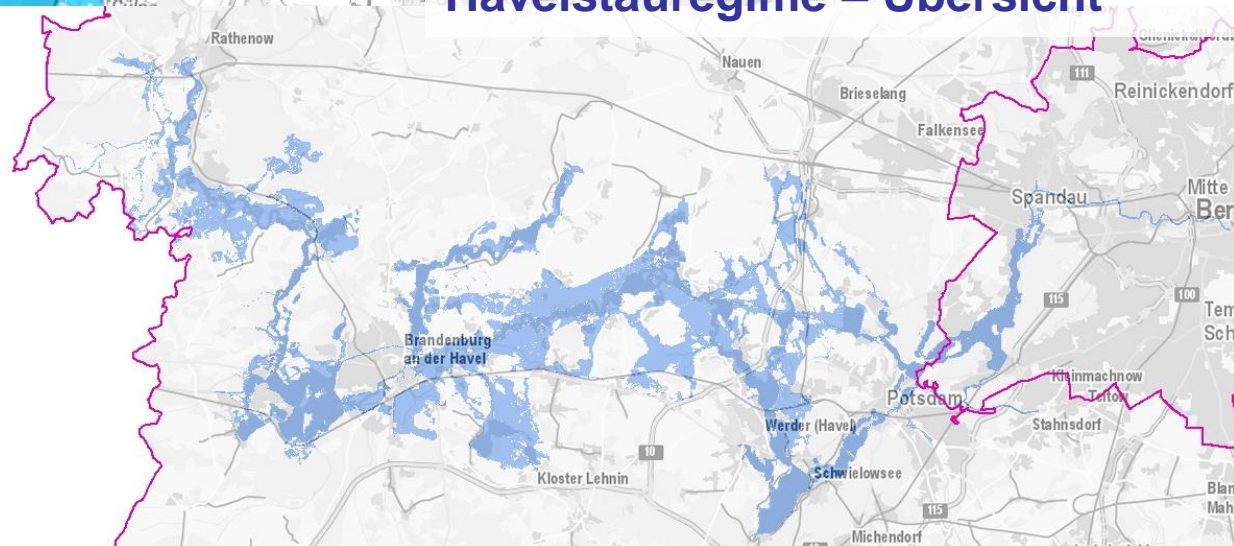 Havelstauregime – Übersicht
Rathenow
Nauen
Brieselang
Falkensee
111
Reinickendorf
Spandau
Mitte
Ber
115
100
Brandenburg
an der Havel
Kleinmachnow
Teltow
Potsdam
Stahnsdorf
Werder (Havel)
10
Kloster Lehnin
Schwielowsee
115
Michendorf